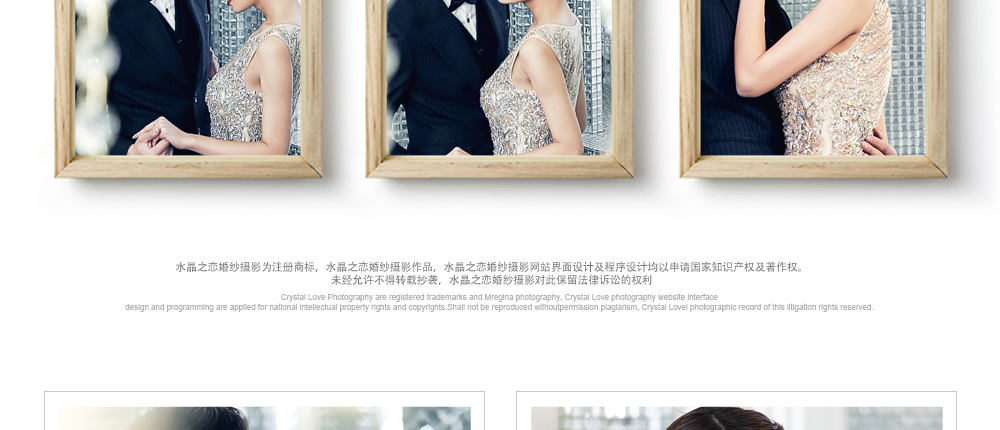 水晶之恋婚纱摄影为注册商标，水晶之恋婚纱摄影作品，水晶之恋婚纱摄影网站界面设计及程序设计均以申请国家知识产权及著作权。
未经允许不得转载抄袭，水晶之恋婚纱摄影对此保留法律诉讼的权利
Crystal Love Photography are registered trademarks and Mregina photography, Crystal Love photography website interface
design and programming are applied for national intellectual property rights and copyrights.Shall not be reproduced withoutpermission plagiarism, Crystal Lovel photographic record of this litigation rights reserved.